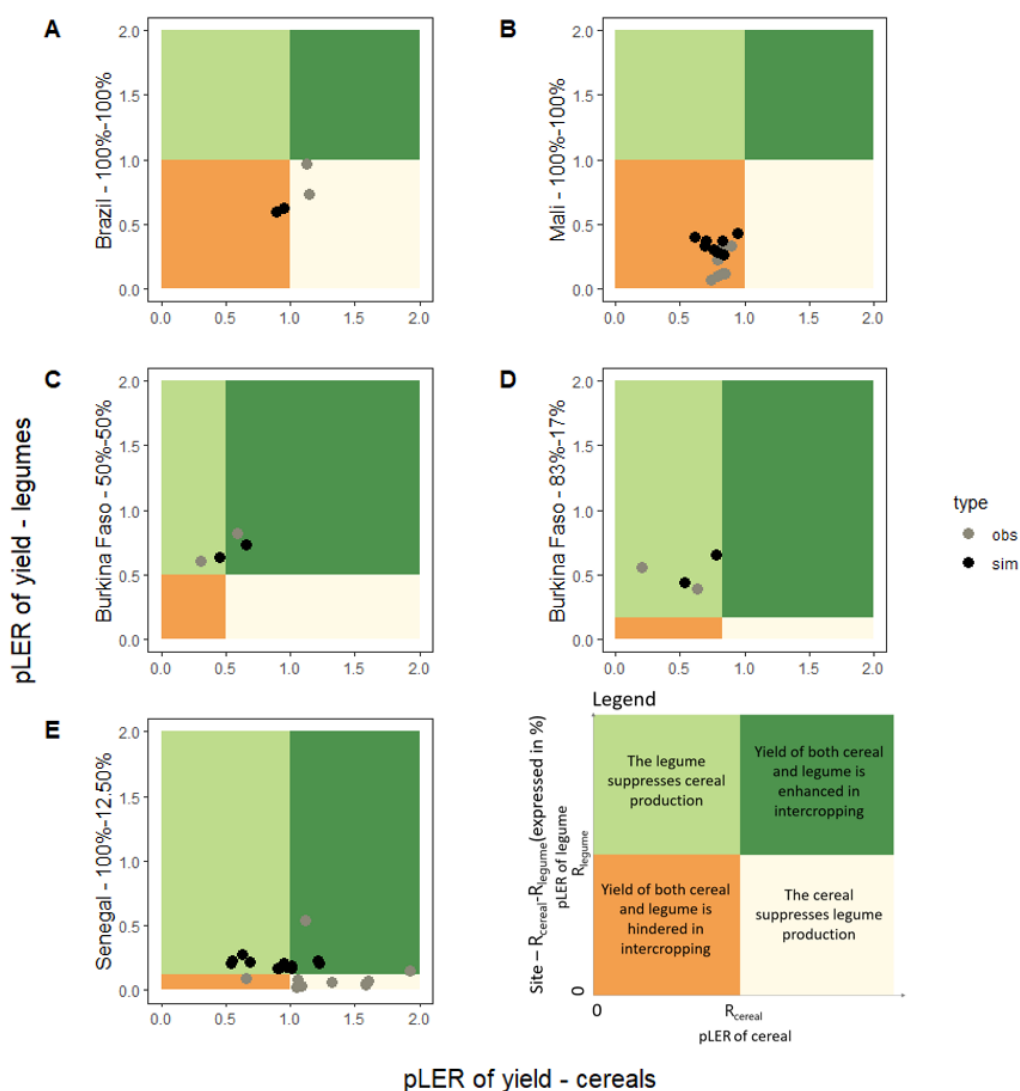 A
Brazil - 100%-100%
2.0
1.5
1.0
0.5
0.0
0.0 0.5 1.0 1.5 2.0
B
Mali - 100%-100%
2.0
1.5
1.0
0.5
0.0
0.0 0.5 1.0 1.5 2.0
pLER of yield - legumes
C
Burkina Faso - 50%-50%
2.0
1.5
1.0
0.5
0.0
0.0 0.5 1.0 1.5 2.0
D
Burkina Faso - 83%-17%
2.0
1.5
1.0
0.5
0.0
0.0 0.5 1.0 1.5 2.0
type
obs
sim
E
Senegal - 100%-12.50%
2.0
1.5
1.0
0.5
0.0
0.0 0.5 1.0 1.5 2.0
Legend
Site – Rcereal-Rlegume(expressed in %)
pLER of legume
Rlegume
0
The legume
suppresses cereal
production
Yield of both cereal
and legume is
enhanced in
intercropping
Yield of both cereal
and legume is
hindered in
intercropping
The cereal
suppresses legume
production
0
Rcereal
pLER of cereal
pLER of yield - cereals